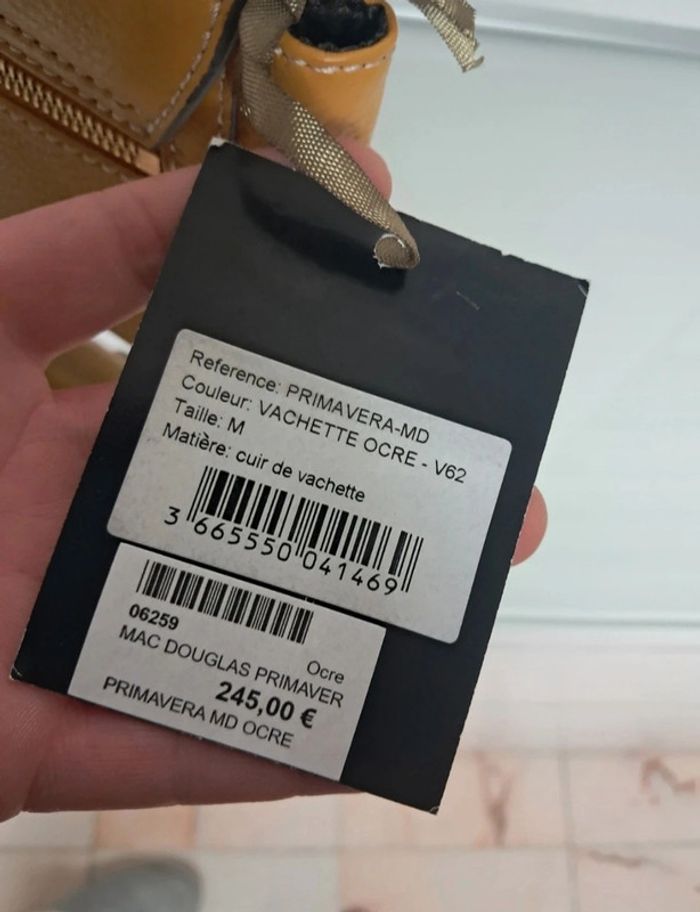 Reference: PRIMAVERA-MD
Couleur: VACHETTE OCRE - V62
Taille: M
Matière: cuir de vachette
3 665550 041469
06259
Ocre
MAC DOUGLAS PRIMAVER
245,00 €
PRIMAVERA MD OCRE